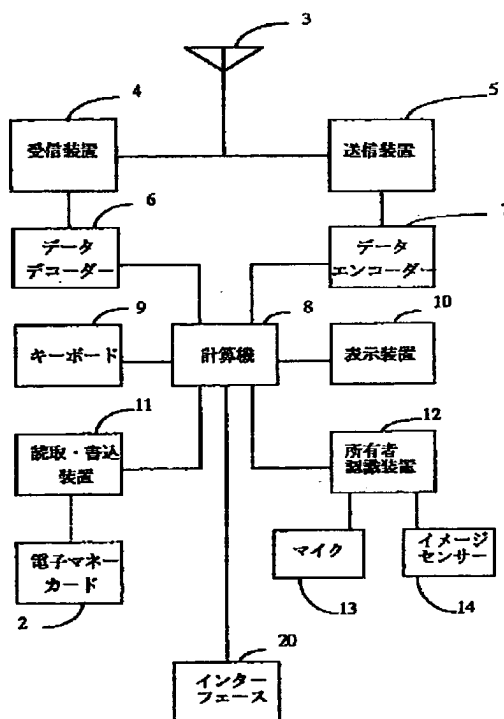 3
4
5
受信装置
送信装置
6
データ
デコーダー
データ
エンコーダー
9
8
10
キーボード
計算機
表示装置
11
12
読取・書込
装置
所有者
認識装置
電子マネー
カード
マイク
イメージ
センサー
2
13
14
20
インター
フェース